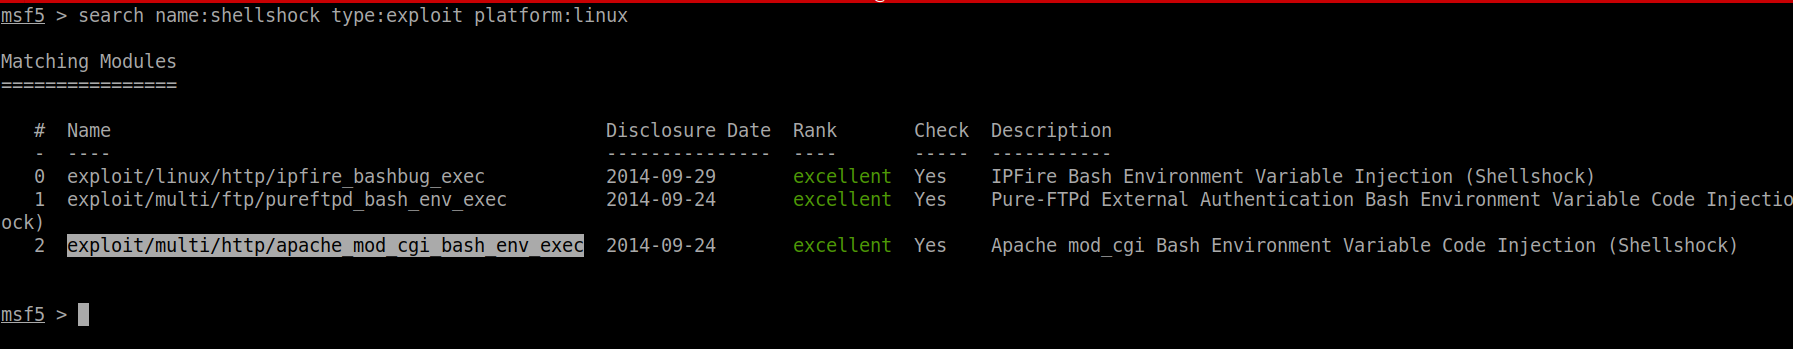 msf5 > search name:shellshock type:exploit platform:linux
Matching Modules
================
# Name Disclosure Date Rank Check Description
- ---- --------------- ---- ----- -----------
0 exploit/linux/http/ipfire_bashbug_exec 2014-09-29 excellent Yes IPFire Bash Environment Variable Injection (Shellshock)
1 exploit/multi/ftp/pureftpd_bash_env_exec 2014-09-24 excellent Yes Pure-FTPd External Authentication Bash Environment Variable Code Injectio
ock)
2 exploit/multi/http/apache_mod_cgi_bash_env_exec 2014-09-24 excellent Yes Apache mod_cgi Bash Environment Variable Code Injection (Shellshock)
msf5 >